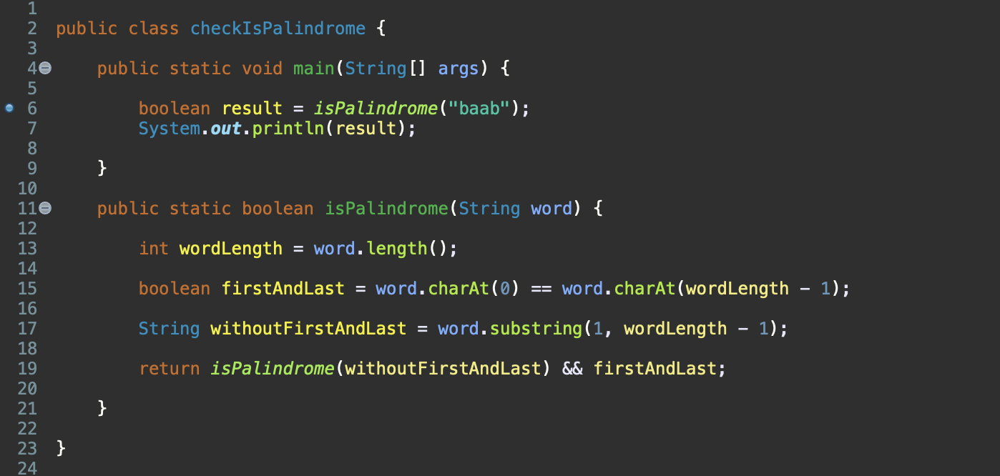 1
2 public class checkIsPalindrome {
3
4 public static void main(String[] args) {
5
6 boolean result = isPalindrome("baab");
7 System.out.println(result);
8
9 }
10
11 public static boolean isPalindrome(String word) {
12
13 int wordLength = word.length();
14
15 boolean firstAndLast = word.charAt(0) == word.charAt(wordLength - 1);
16
17 String withoutFirstAndLast = word.substring(1, wordLength - 1);
18
19 return isPalindrome(withoutFirstAndLast) && firstAndLast;
20
21 }
22
23 }
24